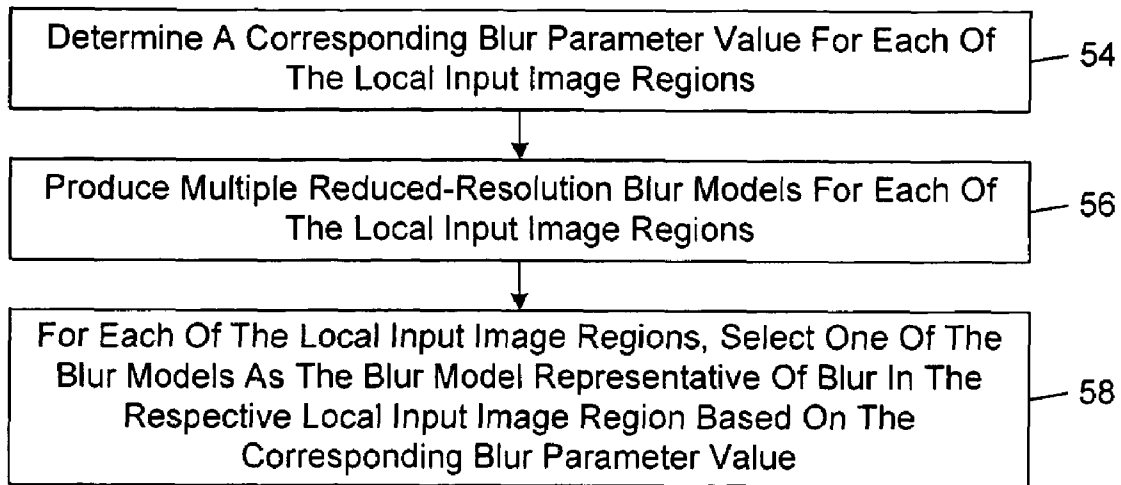 Determine A Corresponding Blur Parameter Value For Each Of
The Local Input Image Regions
54
Produce Multiple Reduced-Resolution Blur Models For Each Of
The Local Input Image Regions
56
For Each Of The Local Input Image Regions, Select One Of The
Blur Models As The Blur Model Representative Of Blur In The
Respective Local Input Image Region Based On The
Corresponding Blur Parameter Value
58